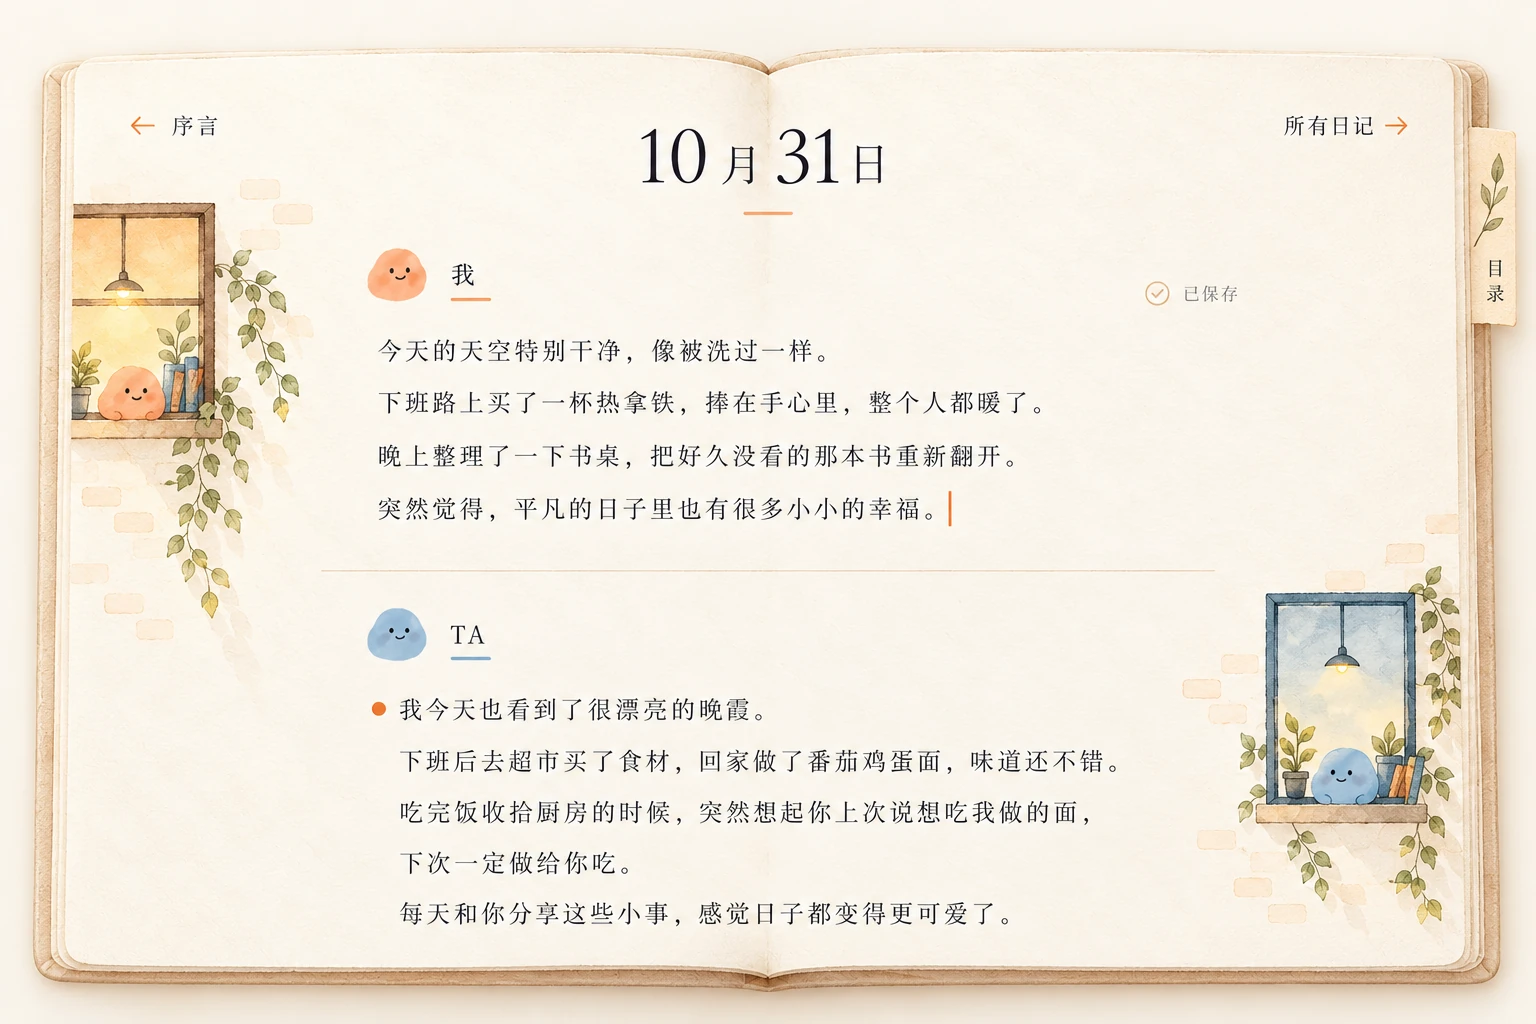 序言
所有日记
10月31日
目录
我
已保存
今天的天空特别干净，像被洗过一样。
下班路上买了一杯热拿铁，捧在手心里，整个人都暖了。
晚上整理了一下书桌，把好久没看的那本书重新翻开。
突然觉得，平凡的日子里也有很多小小的幸福。
TA
我今天也看到了很漂亮的晚霞。
下班后去超市买了食材，回家做了番茄鸡蛋面，味道还不错。
吃完饭收拾厨房的时候，突然想起你上次说想吃我做的面，
下次一定做给你吃。
每天和你分享这些小事，感觉日子都变得更可爱了。